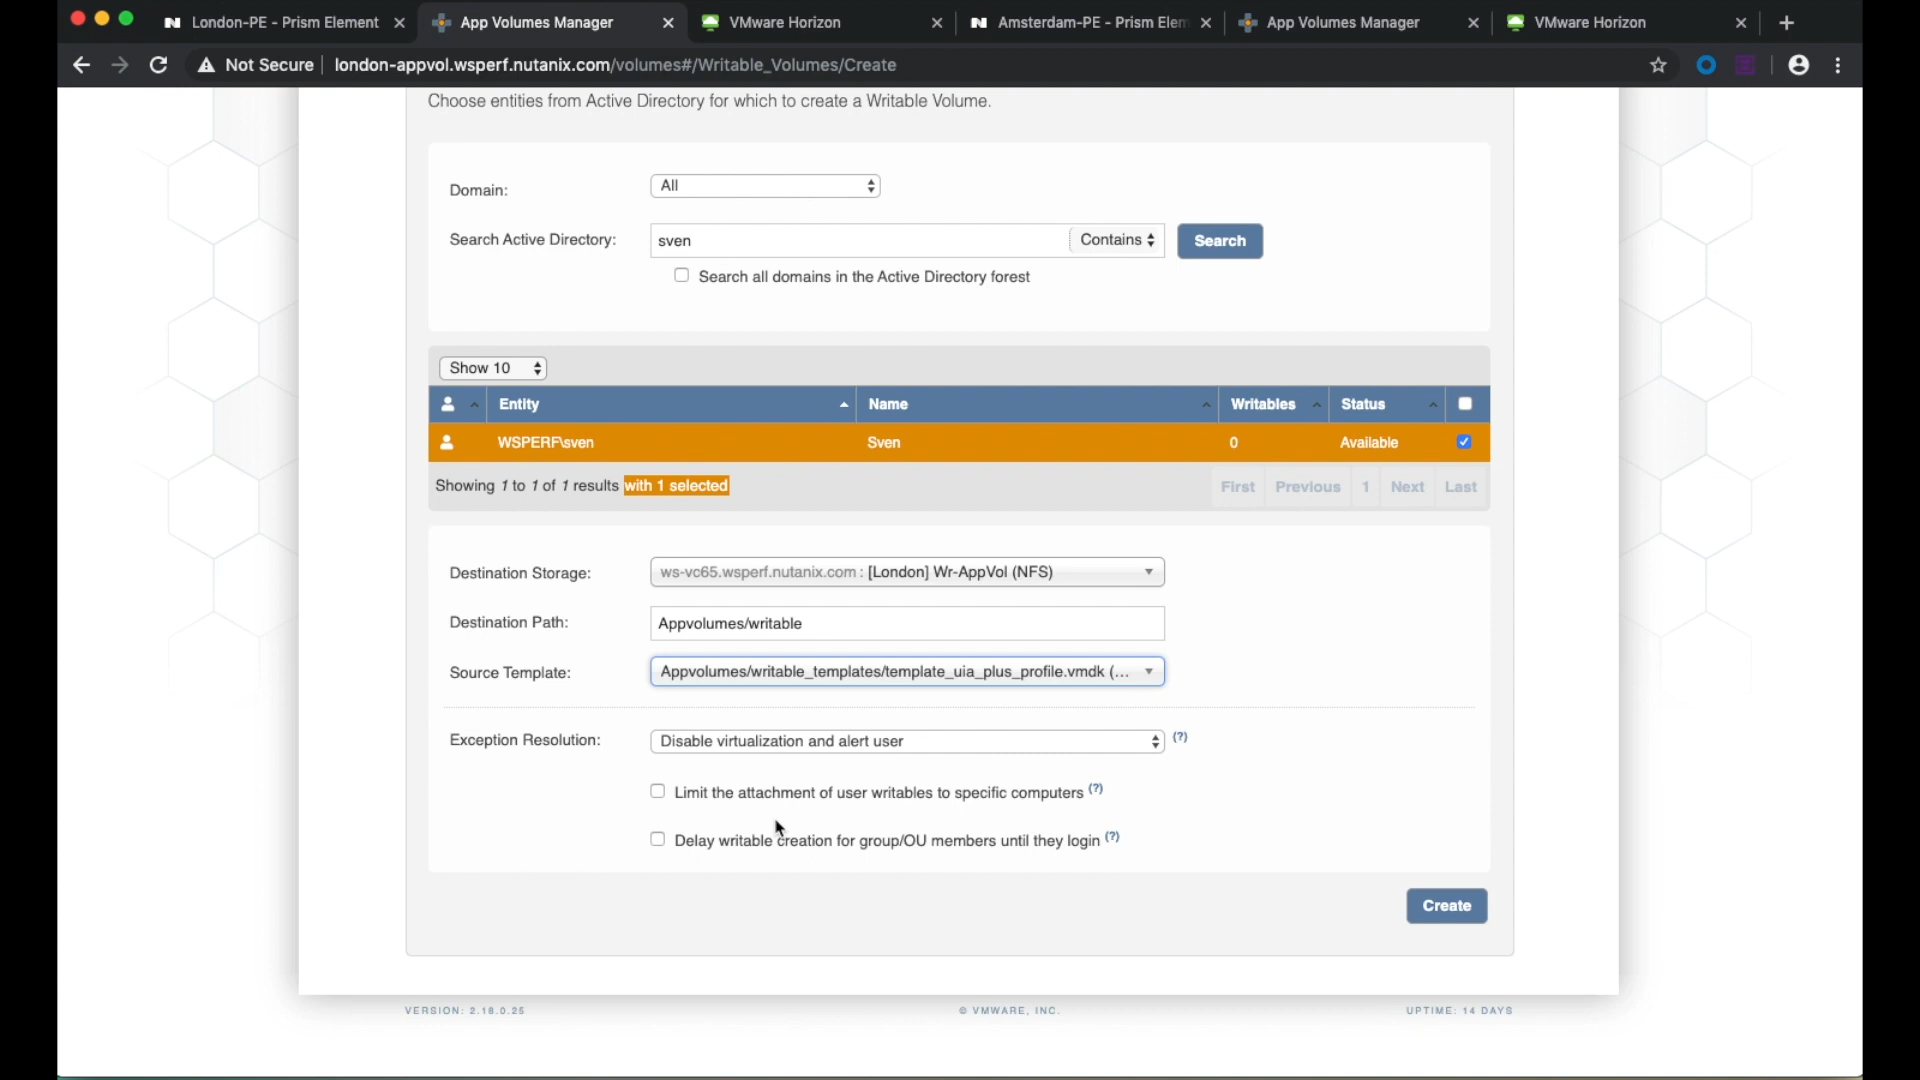 London-PE - Prism Element
App Volumes Manager
VMware Horizon
Amsterdam-PE - Prism Elem
App Volumes Manager
VMware Horizon
Not Secure
london-appvol.wsperf.nutanix.com/volumes#/Writable_Volumes/Create
Choose entities from Active Directory for which to create a Writable Volume.
Domain: All
Search Active Directory: sven Contains Search
Search all domains in the Active Directory forest
Show 10
Entity Name Writables Status
WSPERF\sven Sven 0 Available
Showing 1 to 1 of 1 results with 1 selected First Previous 1 Next Last
Destination Storage: ws-vc65.wsperf.nutanix.com : [London] Wr-AppVol (NFS)
Destination Path: Appvolumes/writable
Source Template: Appvolumes/writable_templates/template_uia_plus_profile.vmdk (...
Exception Resolution: Disable virtualization and alert user (?)
Limit the attachment of user writables to specific computers (?)
Delay writable creation for group/OU members until they login (?)
Create
VERSION: 2.18.0.25 © VMWARE, INC. UPTIME: 14 DAYS